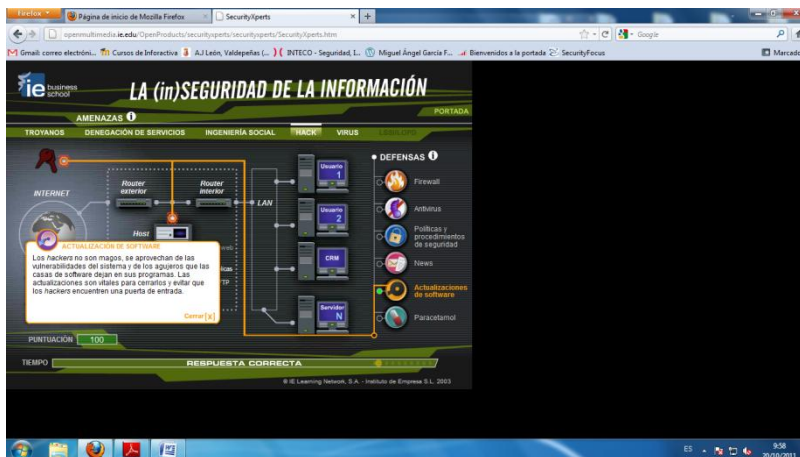 Firefox
Página de inicio de Mozilla Firefox
SecurityXperts
openmultimedia.ie.edu/OpenProducts/securityxperts/securityxperts/SecurityXperts.htm
Google
Gmail: correo electróni...
Cursos de Inforactiva
A.J León, Valdepeñas (...
INTECO - Seguridad, I...
Miguel Ángel García F...
Bienvenidos a la portada
SecurityFocus
Marcado
ie business school
LA (in)SEGURIDAD DE LA INFORMACIÓN
PORTADA
AMENAZAS
TROYANOS
DENEGACIÓN DE SERVICIOS
INGENIERÍA SOCIAL
HACK
VIRUS
DEFENSAS
INTERNET
Router exterior
Router interior
LAN
Host
Usuario 1
Usuario 2
CRM
Servidor N
Firewall
Antivirus
Políticas y
procedimientos
de seguridad
News
Actualizaciones
de software
Paracetamol
ACTUALIZACIÓN DE SOFTWARE
Los hackers no son magos, se aprovechan de las
vulnerabilidades del sistema y de los agujeros que las
casas de software dejan en sus programas. Las
actualizaciones son vitales para cerrarlos y evitar que
los hackers encuentren una puerta de entrada.
Cerrar[x]
PUNTUACIÓN 100
TIEMPO
RESPUESTA CORRECTA
© IE Learning Network, S.A. - Instituto de Empresa S.L. 2003
ES
9:58
20/10/2011